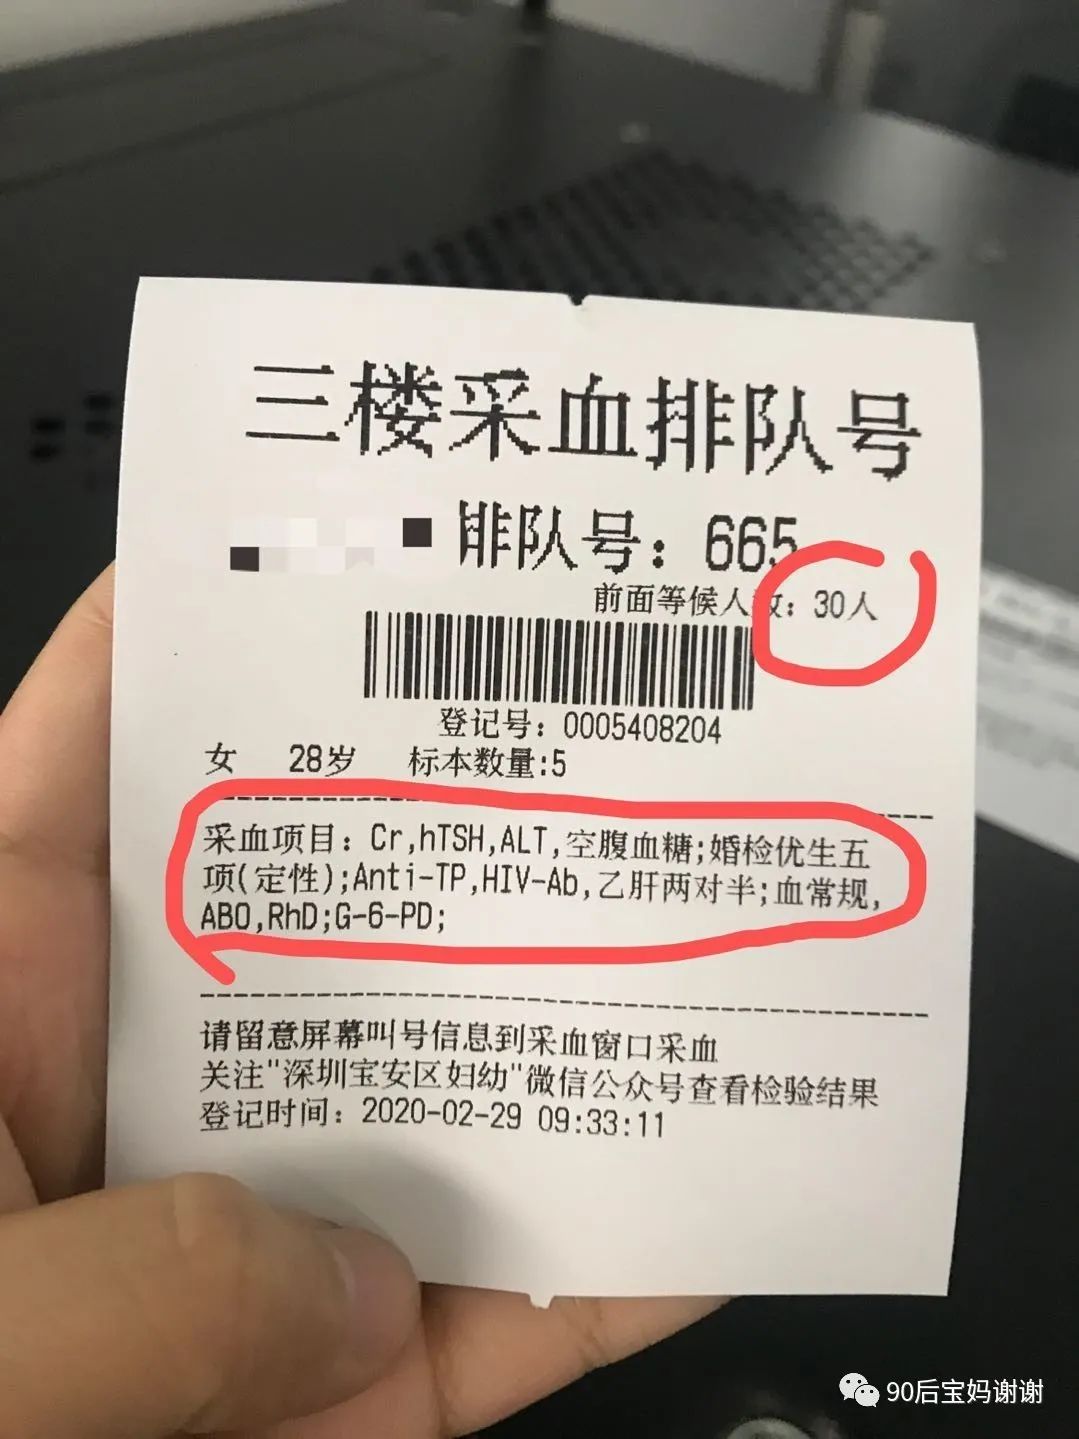 三楼采血排队号
排队号：665
前面等候人数：30人
登记号：0005408204
女 28岁 标本数量:5
采血项目：Cr,hTSH,ALT,空腹血糖;婚检优生五
项(定性);Anti-TP,HIV-Ab,乙肝两对半;血常规,
ABO,RhD;G-6-PD;
请留意屏幕叫号信息到采血窗口采血
关注"深圳宝安区妇幼"微信公众号查看检验结果
登记时间：2020-02-29 09:33:11
90后宝妈谢谢